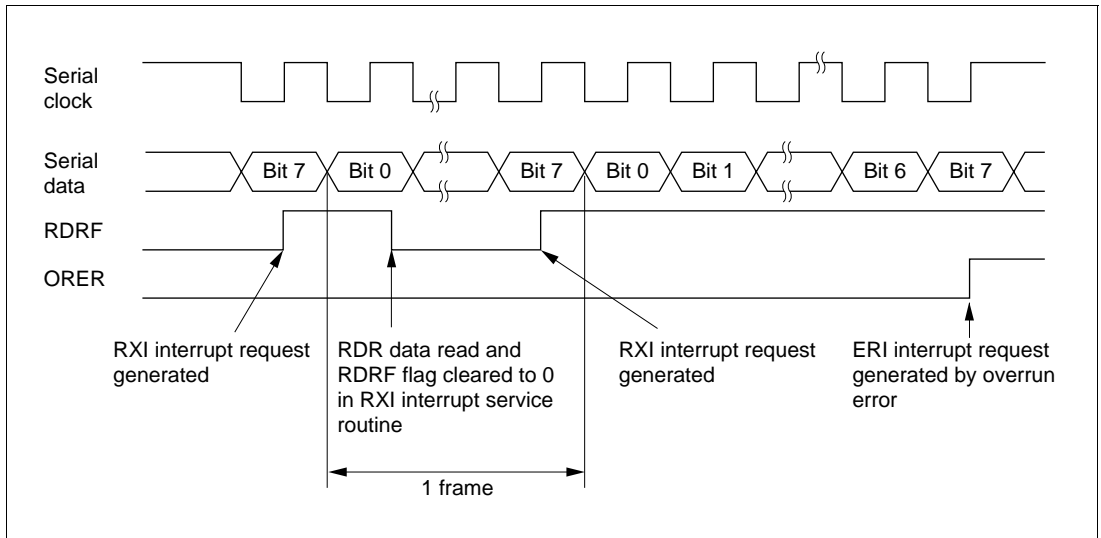 Serial
clock
Serial
data
Bit 7
Bit 0
Bit 7
Bit 0
Bit 1
Bit 6
Bit 7
RDRF
ORER
RXI interrupt request
generated
RDR data read and
RDRF flag cleared to 0
in RXI interrupt service
routine
RXI interrupt request
generated
ERI interrupt request
generated by overrun
error
1 frame